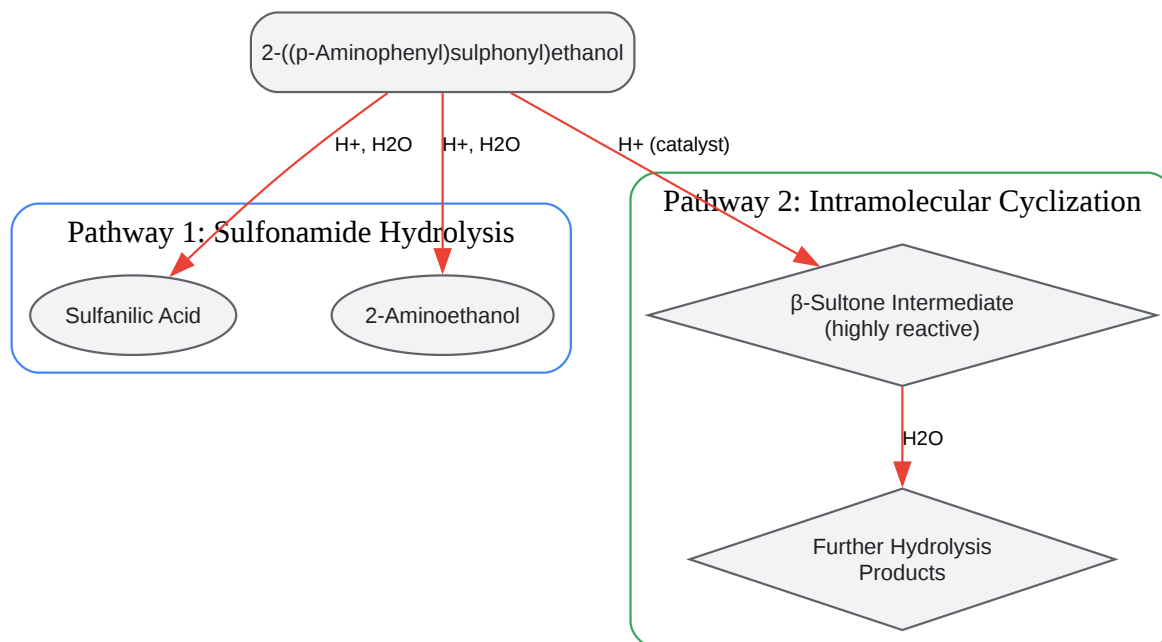 2-((p-Aminophenyl)sulphonyl)ethanol
H+, H2O
H+, H2O
H+ (catalyst)
Pathway 1: Sulfonamide Hydrolysis
Pathway 2: Intramolecular Cyclization
Sulfanilic Acid
2-Aminoethanol
β-Sultone Intermediate
(highly reactive)
H2O
Further Hydrolysis
Products